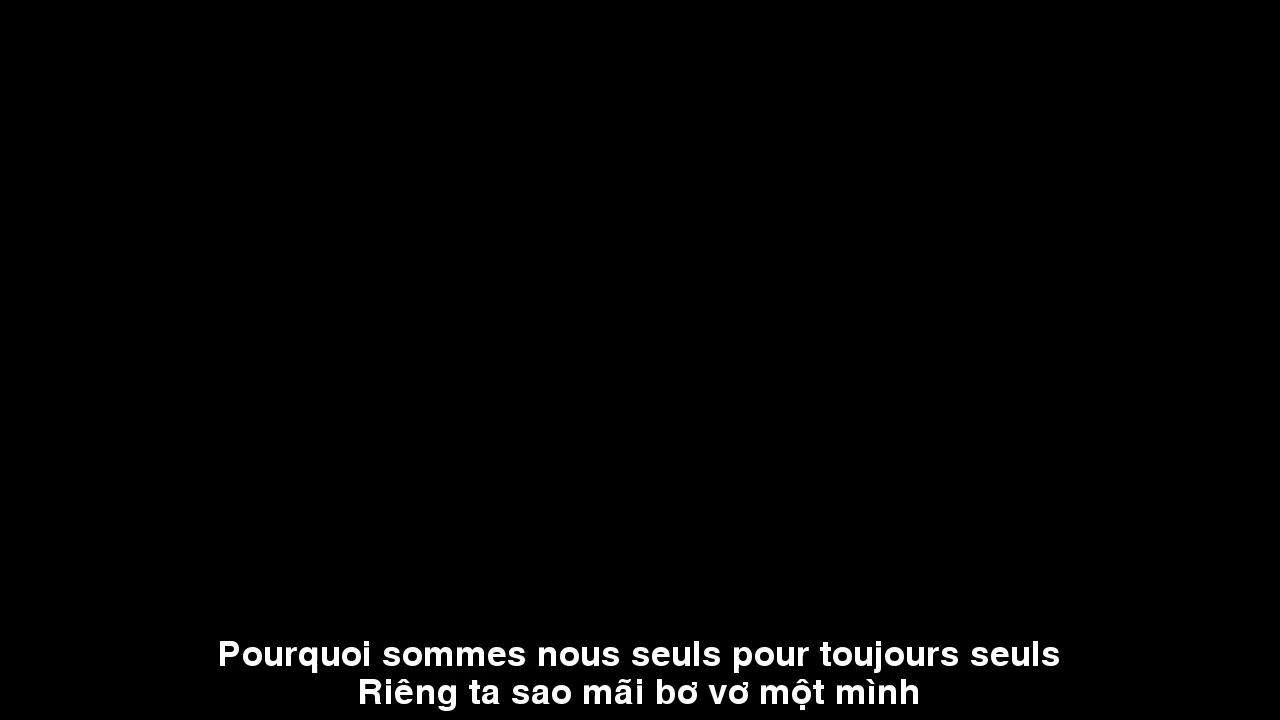 Pourquoi sommes nous seuls pour toujours seuls
Riêng ta sao mãi bơ vơ một mình